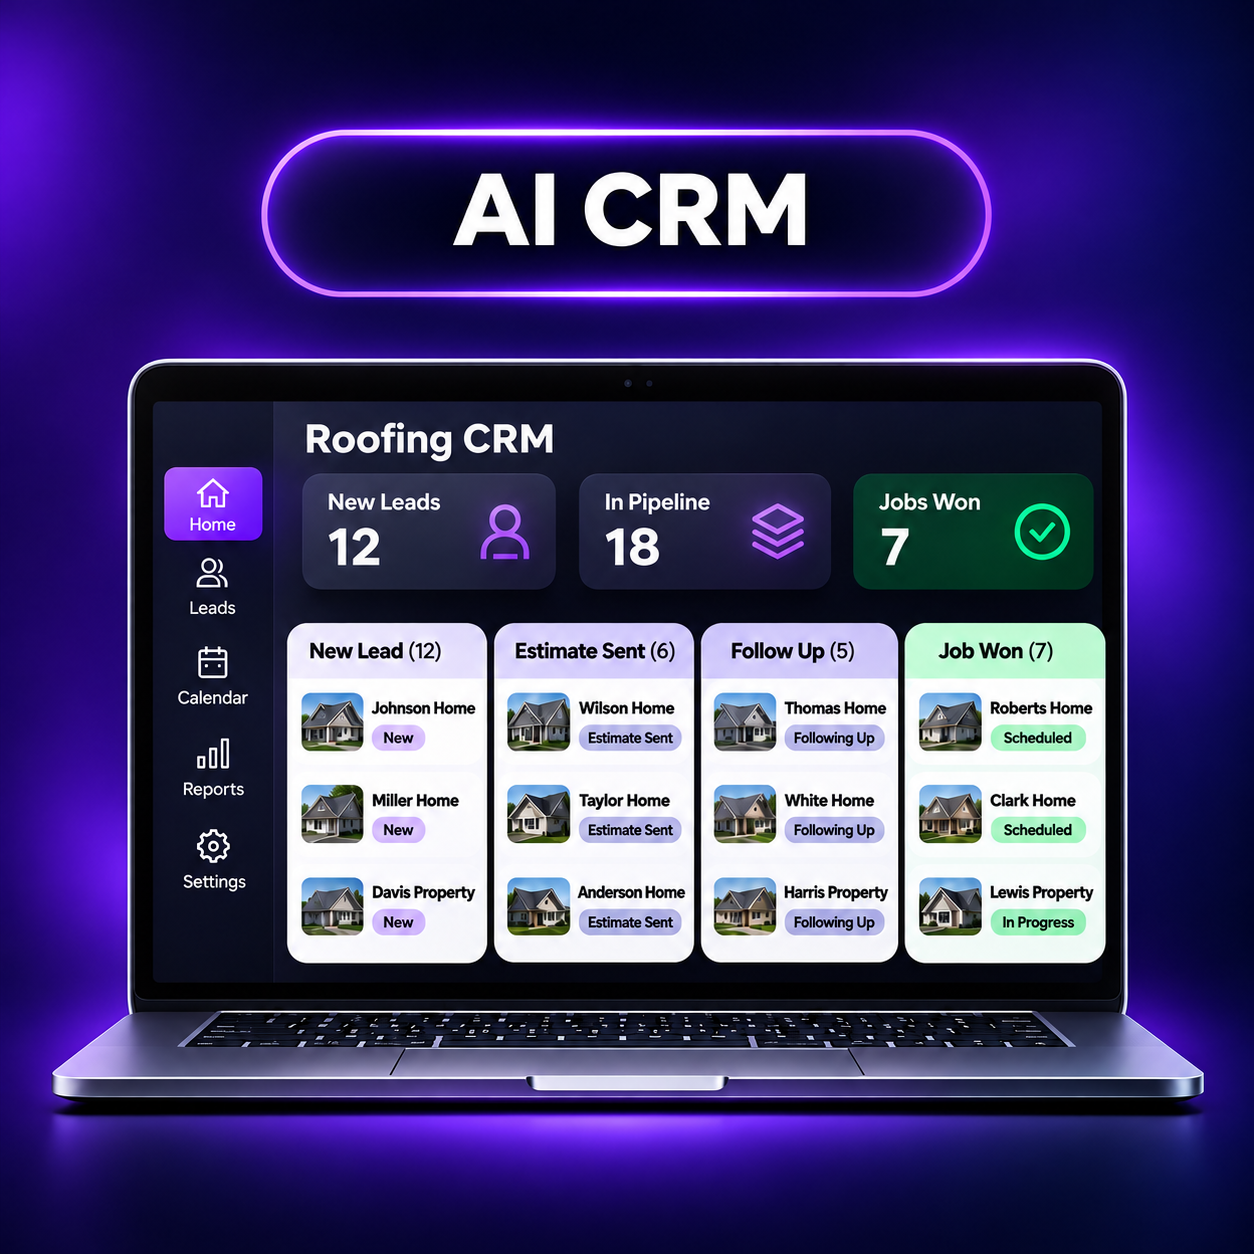 AI CRM
Roofing CRM
Home
Leads
Calendar
Reports
Settings
New Leads
12
In Pipeline
18
Jobs Won
7
New Lead (12)
Johnson Home
New
Miller Home
New
Davis Property
New
Estimate Sent (6)
Wilson Home
Estimate Sent
Taylor Home
Estimate Sent
Anderson Home
Estimate Sent
Follow Up (5)
Thomas Home
Following Up
White Home
Following Up
Harris Property
Following Up
Job Won (7)
Roberts Home
Scheduled
Clark Home
Scheduled
Lewis Property
In Progress